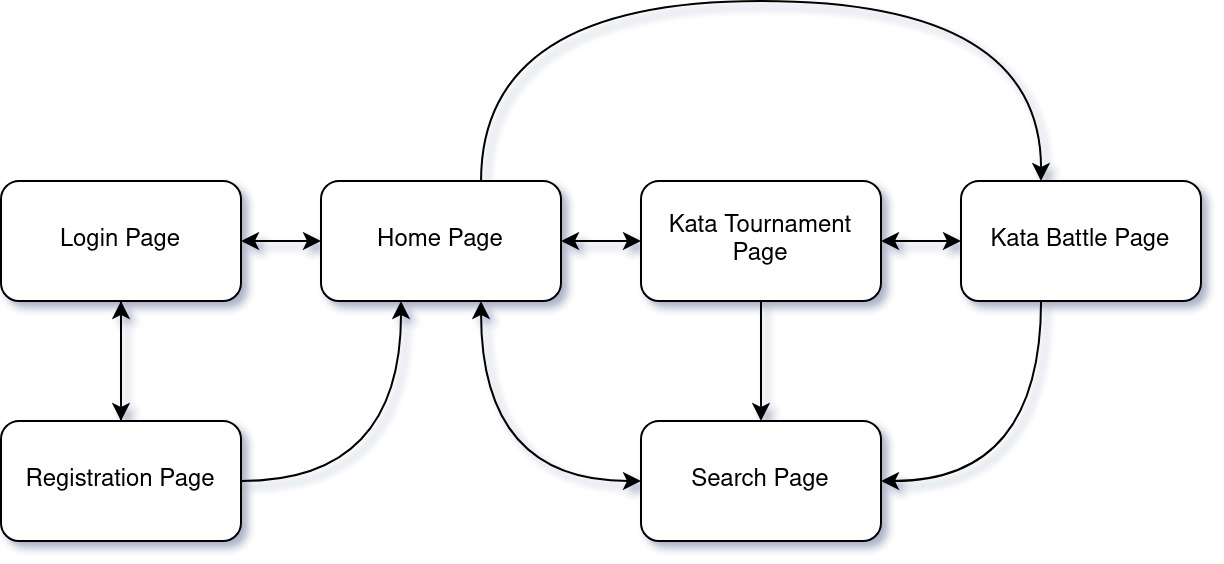 Login Page
Home Page
Kata Tournament
Page
Kata Battle Page
Registration Page
Search Page